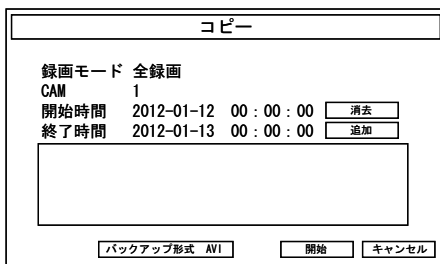 コピー
録画モード 全録画
CAM 1
開始時間 2012-01-12 00：00：00 消去
終了時間 2012-01-13 00：00：00 追加
バックアップ形式 AVI 開始 キャンセル